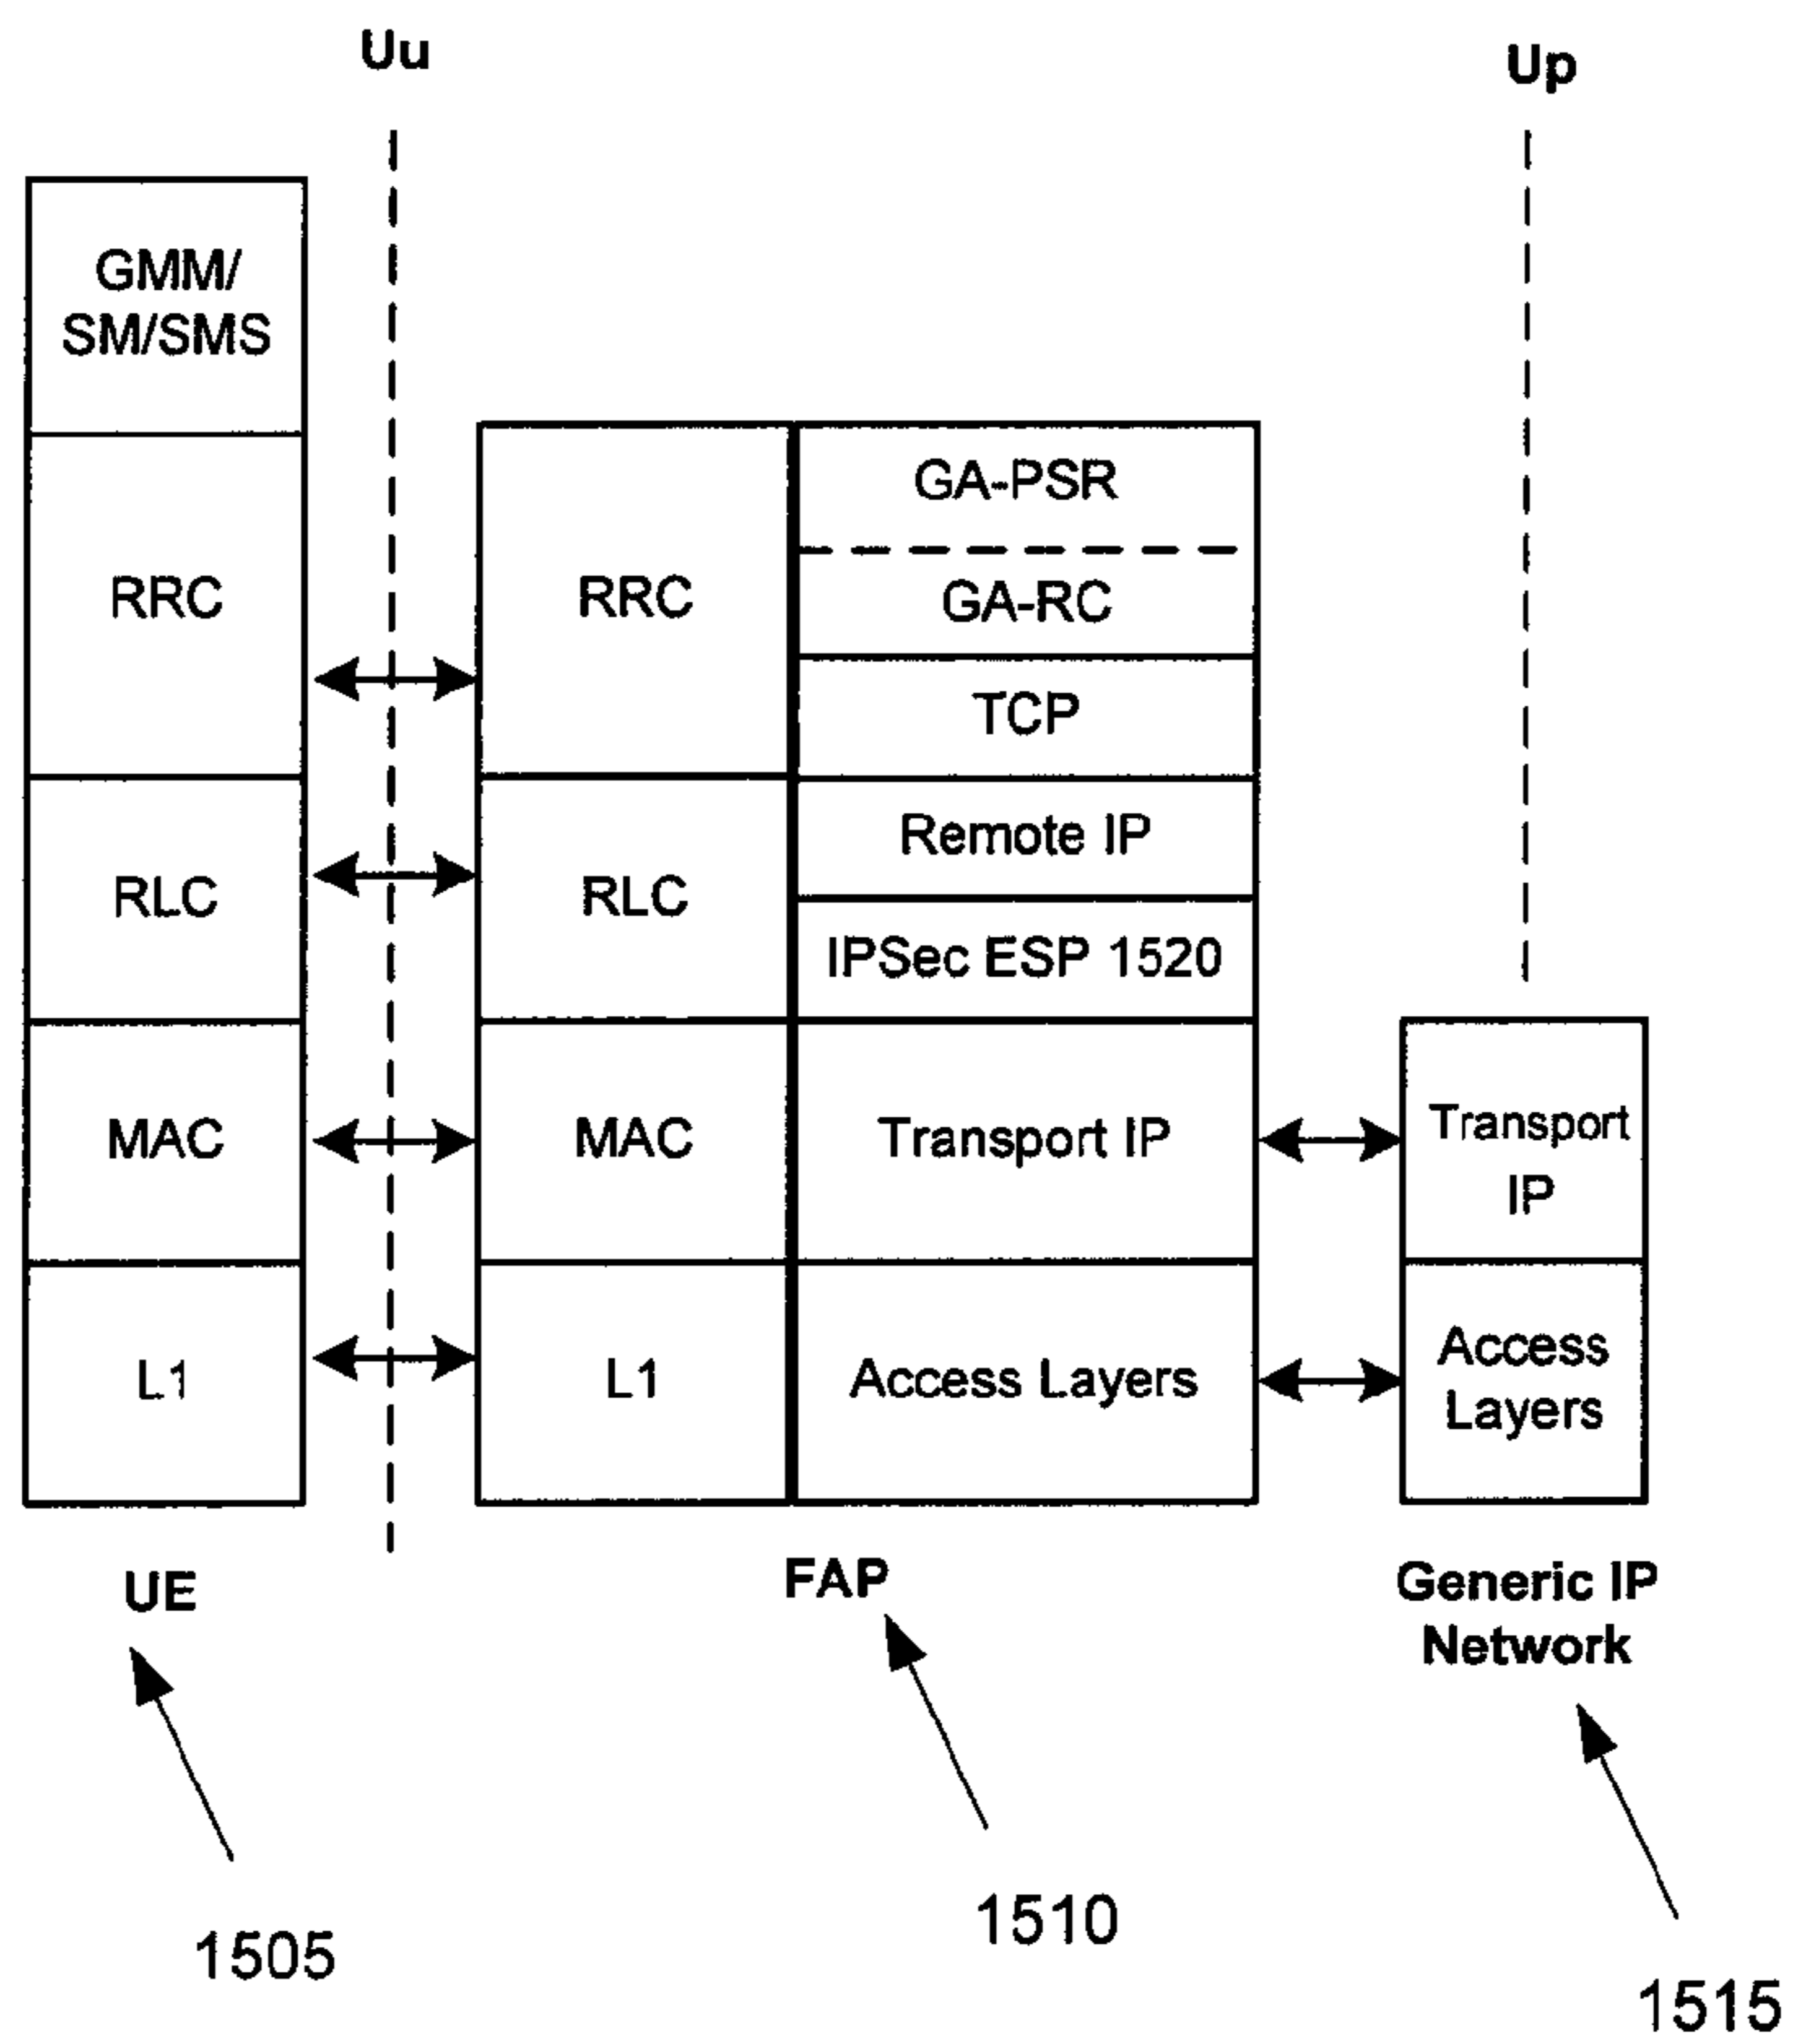 Uu
Up
GMM/
SM/SMS
RRC
RLC
MAC
L1
RRC
RLC
MAC
L1
GA-PSR
GA-RC
TCP
Remote IP
IPSec ESP 1520
Transport IP
Access Layers
Transport
IP
Access
Layers
UE
FAP
Generic IP
Network
1505
1510
1515